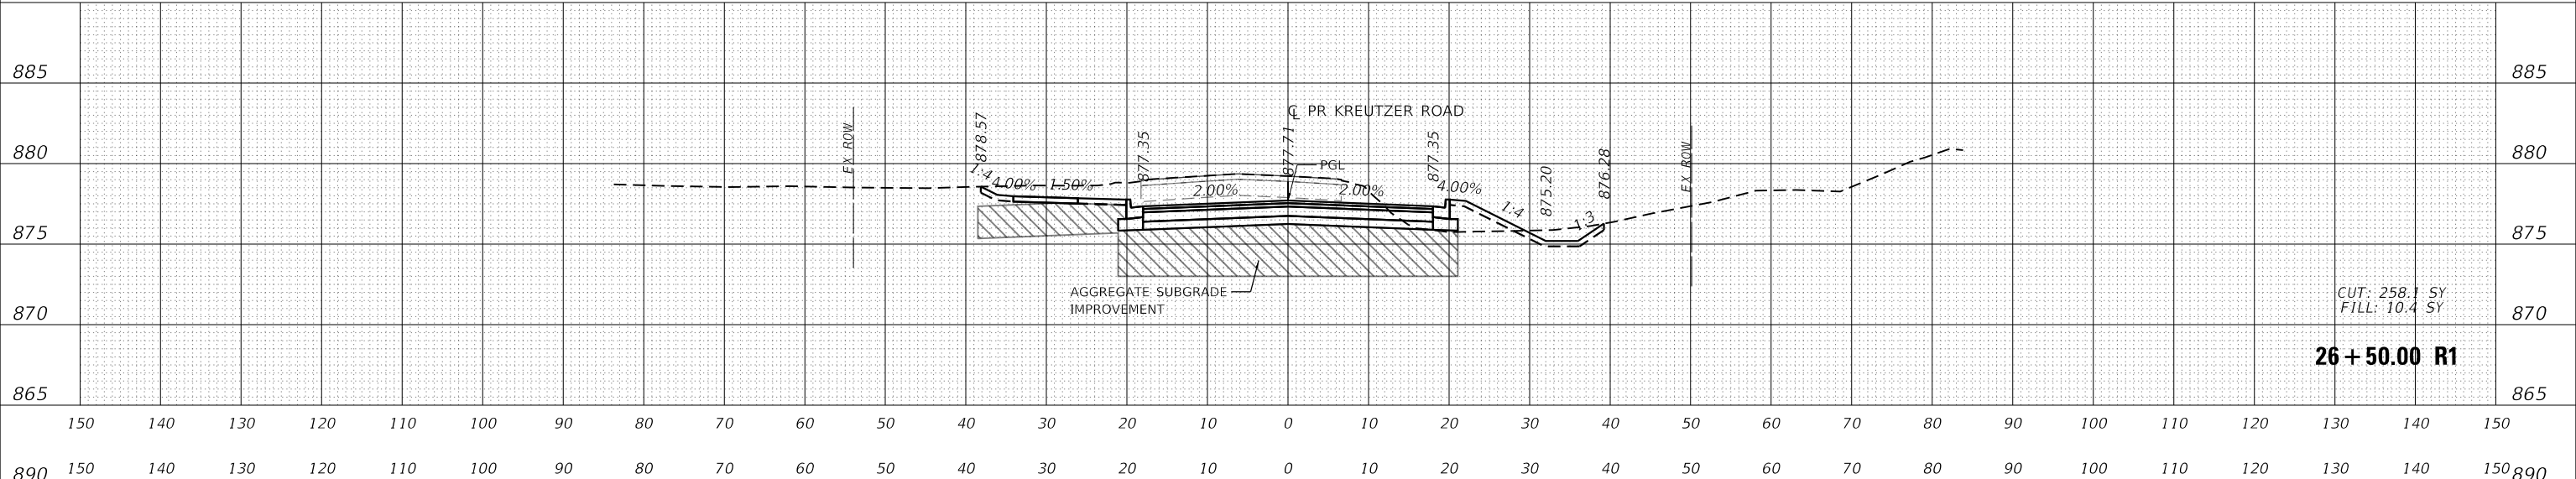 885 885
℄ PR KREUTZER ROAD
880 880
EX ROW
878.57
877.35
877.71
877.35
875.20
876.28
EX ROW
PGL
1:4
4.00%
1.50%
2.00%
2.00%
4.00%
1:4
1:3
875 875
AGGREGATE SUBGRADE
IMPROVEMENT
CUT: 258.1 SY
FILL: 10.4 SY
870 870
26+50.00 R1
865 865
150 140 130 120 110 100 90 80 70 60 50 40 30 20 10 0 10 20 30 40 50 60 70 80 90 100 110 120 130 140 150
890 150 140 130 120 110 100 90 80 70 60 50 40 30 20 10 0 10 20 30 40 50 60 70 80 90 100 110 120 130 140 150 890